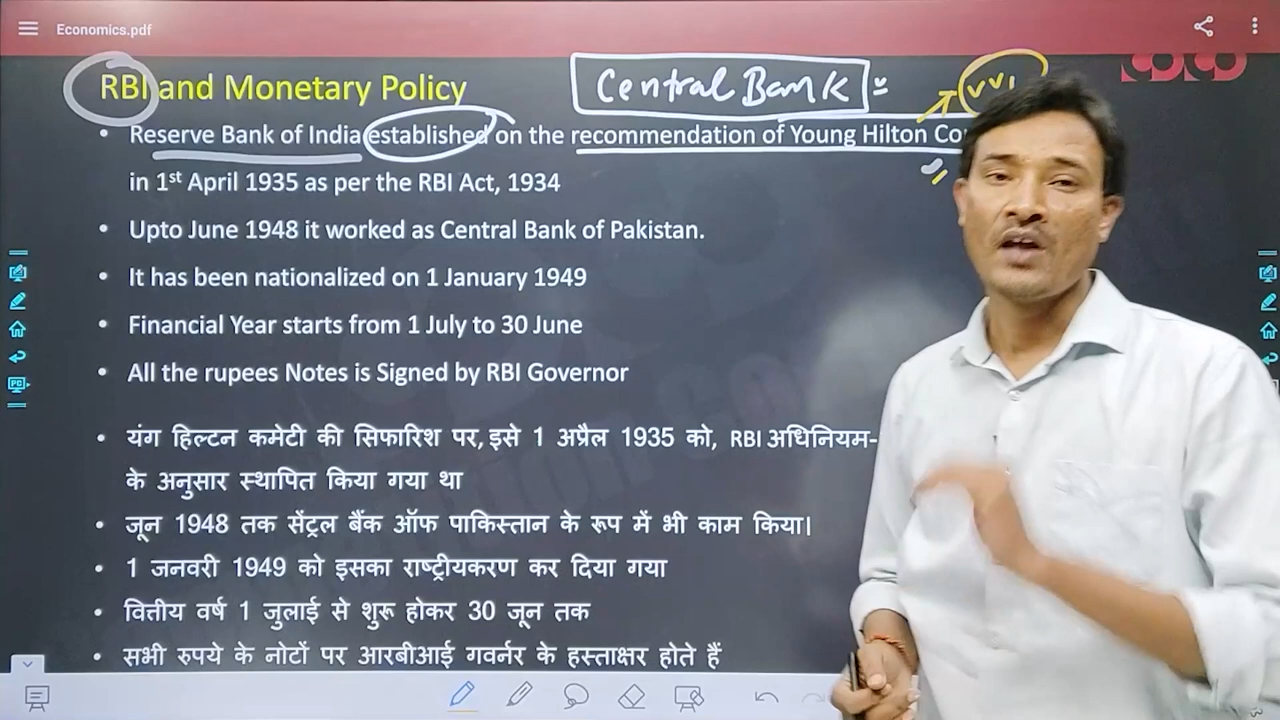 Economics.pdf
RBI and Monetary Policy
Central Bank =
VVI
• Reserve Bank of India established on the recommendation of Young Hilton
in 1st April 1935 as per the RBI Act, 1934
• Upto June 1948 it worked as Central Bank of Pakistan.
• It has been nationalized on 1 January 1949
• Financial Year starts from 1 July to 30 June
• All the rupees Notes is Signed by RBI Governor
• यंग हिल्टन कमेटी की सिफारिश पर, इसे 1 अप्रैल 1935 को, RBI अधिनियम-
के अनुसार स्थापित किया गया था
• जून 1948 तक सेंट्रल बैंक ऑफ पाकिस्तान के रूप में भी काम किया।
• 1 जनवरी 1949 को इसका राष्ट्रीयकरण कर दिया गया
• वित्तीय वर्ष 1 जुलाई से शुरू होकर 30 जून तक
• सभी रुपये के नोटों पर आरबीआई गवर्नर के हस्ताक्षर होते हैं